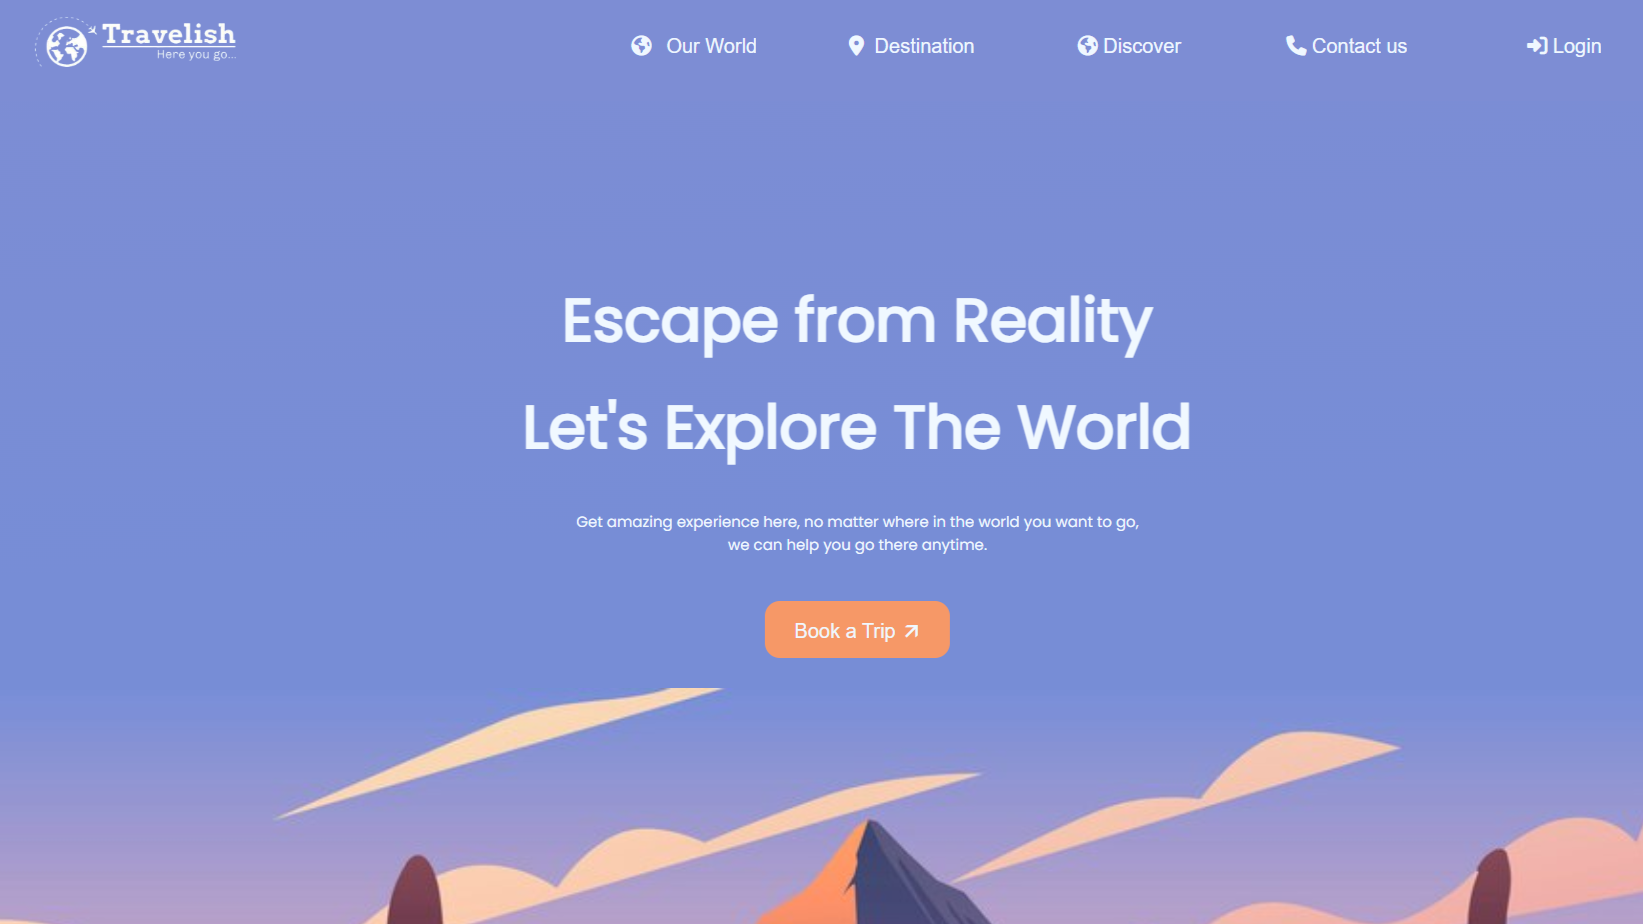 Travelish
Here you go...
Our World
Destination
Discover
Contact us
Login
Escape from Reality
Let's Explore The World
Get amazing experience here, no matter where in the world you want to go,
we can help you go there anytime.
Book a Trip